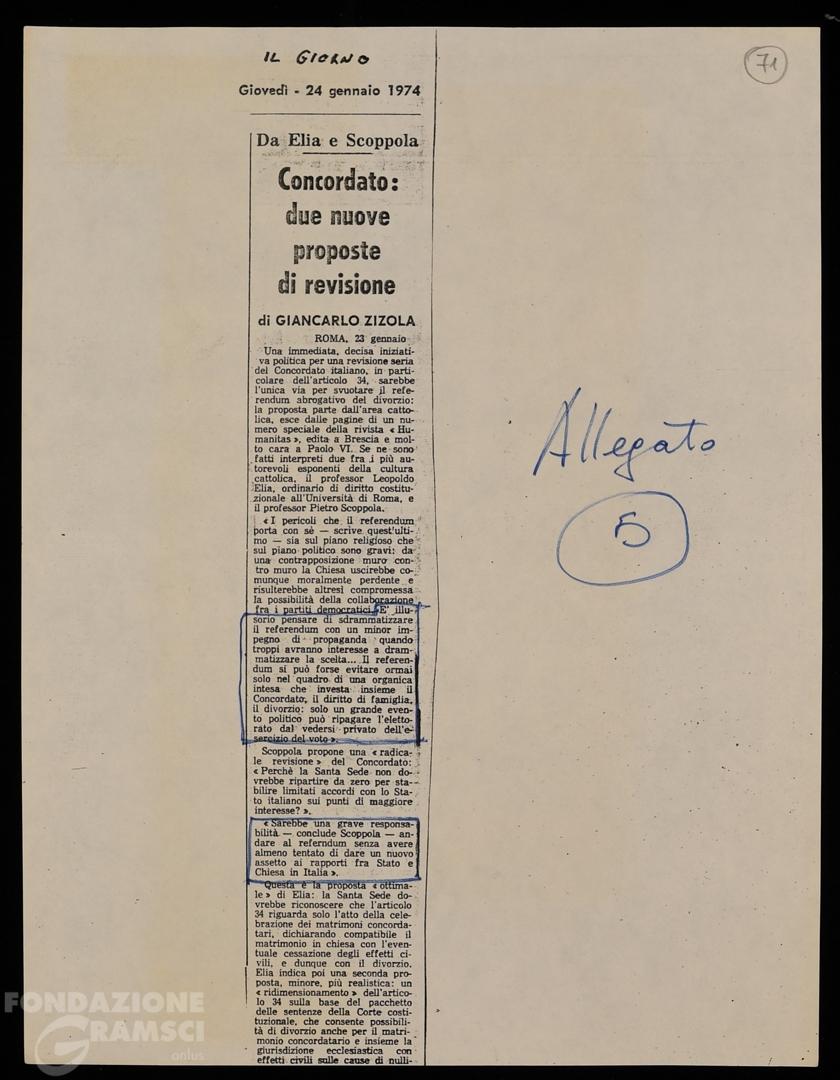 IL GIORNO
71
Giovedì - 24 gennaio 1974
Da Elia e Scoppola
Concordato:
due nuove
proposte
di revisione
di GIANCARLO ZIZOLA
ROMA, 23 gennaio
Una immediata, decisa iniziati-
va politica per una revisione seria
del Concordato italiano, in parti-
colare dell'articolo 34, sarebbe
l'unica via per svuotare il refe-
rendum abrogativo del divorzio:
la proposta parte dall'area catto-
lica, esce dalle pagine di un nu-
mero speciale della rivista «Hu-
manitas», edita a Brescia e mol-
to cara a Paolo VI. Se ne sono
fatti interpreti due fra i più au-
torevoli esponenti della cultura
cattolica, il professor Leopoldo
Elia, ordinario di diritto costitu-
zionale all'Università di Roma, e
il professor Pietro Scoppola.
«I pericoli che il referendum
porta con sè — scrive quest'ulti-
mo — sia sul piano religioso che
sul piano politico sono gravi: da
una contrapposizione muro con-
tro muro la Chiesa uscirebbe co-
munque moralmente perdente e
risulterebbe altresì compromessa
la possibilità della collaborazione
fra i partiti democratici. E' illu-
sorio pensare di sdrammatizzare
il referendum con un minor im-
pegno di propaganda quando
troppi avranno interesse a dram-
matizzare la scelta... Il referen-
dum si può forse evitare ormai
solo nel quadro di una organica
intesa che investa insieme il
Concordato, il diritto di famiglia,
il divorzio: solo un grande even-
to politico può ripagare l'eletto-
rato dal vedersi privato dell'e-
sercizio del voto».
Scoppola propone una «radica-
le revisione» del Concordato:
«Perchè la Santa Sede non do-
vrebbe ripartire da zero per sta-
bilire limitati accordi con lo Sta-
to italiano sui punti di maggiore
interesse?».
«Sarebbe una grave responsa-
bilità — conclude Scoppola — an-
dare al referndum senza avere
almeno tentato di dare un nuovo
assetto ai rapporti fra Stato e
Chiesa in Italia».
Questa è la proposta «ottima-
le» di Elia: la Santa Sede do-
vrebbe riconoscere che l'articolo
34 riguarda solo l'atto della cele-
brazione dei matrimoni concorda-
tari, dichiarando compatibile il
matrimonio in chiesa con l'even-
tuale cessazione degli effetti ci-
vili, e dunque con il divorzio.
Elia indica poi una seconda pro-
posta, minore, più realistica: un
«ridimensionamento» dell'artico-
lo 34 sulla base del pacchetto
delle sentenze della Corte costi-
tuzionale, che consente possibili-
tà di divorzio anche per il matri-
monio concordatario e insieme la
giurisdizione ecclesiastica con
effetti civili sulle cause di nulli-
Allegato
5
FONDAZIONE
GRAMSCI
onlus